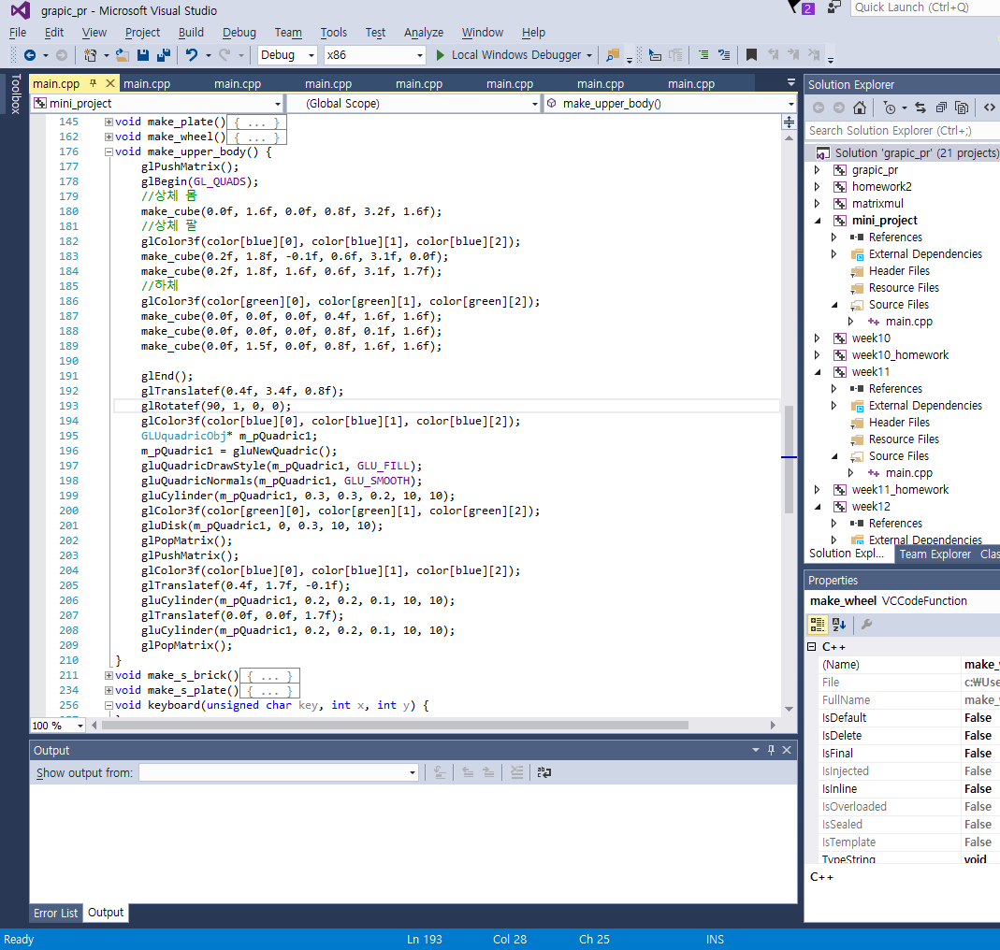 grapic_pr - Microsoft Visual Studio
2
Quick Launch (Ctrl+Q)
File Edit View Project Build Debug Team Tools Test Analyze Window Help
Debug x86 Local Windows Debugger
Toolbox
main.cpp main.cpp main.cpp main.cpp main.cpp main.cpp main.cpp main.cpp
mini_project (Global Scope) make_upper_body()
145 void make_plate(){ ... }
162 void make_wheel(){ ... }
176 void make_upper_body() {
177 glPushMatrix();
178 glBegin(GL_QUADS);
179 //상체 몸
180 make_cube(0.0f, 1.6f, 0.0f, 0.8f, 3.2f, 1.6f);
181 //상체 팔
182 glColor3f(color[blue][0], color[blue][1], color[blue][2]);
183 make_cube(0.2f, 1.8f, -0.1f, 0.6f, 3.1f, 0.0f);
184 make_cube(0.2f, 1.8f, 1.6f, 0.6f, 3.1f, 1.7f);
185 //하체
186 glColor3f(color[green][0], color[green][1], color[green][2]);
187 make_cube(0.0f, 0.0f, 0.0f, 0.4f, 1.6f, 1.6f);
188 make_cube(0.0f, 0.0f, 0.0f, 0.8f, 0.1f, 1.6f);
189 make_cube(0.0f, 1.5f, 0.0f, 0.8f, 1.6f, 1.6f);
190
191 glEnd();
192 glTranslatef(0.4f, 3.4f, 0.8f);
193 glRotatef(90, 1, 0, 0);
194 glColor3f(color[blue][0], color[blue][1], color[blue][2]);
195 GLUquadricObj* m_pQuadric1;
196 m_pQuadric1 = gluNewQuadric();
197 gluQuadricDrawStyle(m_pQuadric1, GLU_FILL);
198 gluQuadricNormals(m_pQuadric1, GLU_SMOOTH);
199 gluCylinder(m_pQuadric1, 0.3, 0.3, 0.2, 10, 10);
200 glColor3f(color[green][0], color[green][1], color[green][2]);
201 gluDisk(m_pQuadric1, 0, 0.3, 10, 10);
202 glPopMatrix();
203 glPushMatrix();
204 glColor3f(color[blue][0], color[blue][1], color[blue][2]);
205 glTranslatef(0.4f, 1.7f, -0.1f);
206 gluCylinder(m_pQuadric1, 0.2, 0.2, 0.1, 10, 10);
207 glTranslatef(0.0f, 0.0f, 1.7f);
208 gluCylinder(m_pQuadric1, 0.2, 0.2, 0.1, 10, 10);
209 glPopMatrix();
210 }
211 void make_s_brick(){ ... }
234 void make_s_plate(){ ... }
256 void keyboard(unsigned char key, int x, int y) {
100 %
Output
Show output from:
Error List Output
Solution Explorer
Search Solution Explorer (Ctrl+;)
Solution 'grapic_pr' (21 projects)
grapic_pr
homework2
matrixmul
mini_project
References
External Dependencies
Header Files
Resource Files
Source Files
main.cpp
week10
week10_homework
week11
References
External Dependencies
Header Files
Resource Files
Source Files
main.cpp
week11_homework
week12
References
External Dependencies
Solution Expl... Team Explorer Clas
Properties
make_wheel VCCodeFunction
C++
(Name) make_w
File c:₩Use
FullName make_w
IsDefault False
IsDelete False
IsFinal False
IsInjected False
IsInline False
IsOverloaded False
IsSealed False
IsTemplate False
TypeString void
C++
Ready Ln 193 Col 28 Ch 25 INS